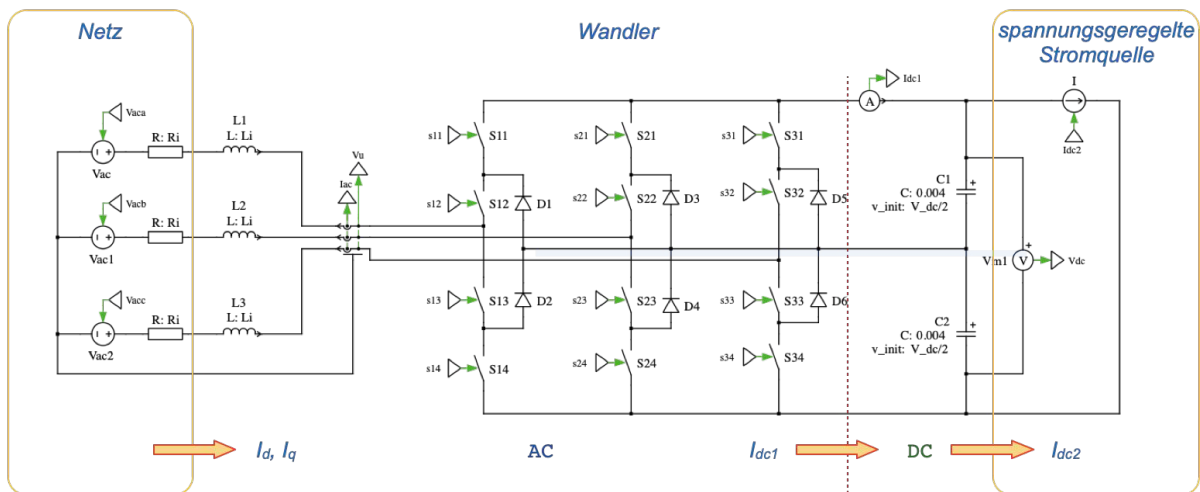 Netz
Wandler
spannungsgeregelte
Stromquelle
Vaca
R: Ri
L1
L: Li
Vac
Vacb
R: Ri
L2
L: Li
Vac1
Vacc
R: Ri
L3
L: Li
Vac2
Vu
Iac
s11
S11
s12
S12
D1
s13
S13
D2
s14
S14
s21
S21
s22
S22
D3
s23
S23
D4
s24
S24
s31
S31
s32
S32
D5
s33
S33
D6
s34
S34
A
Idc1
I
Idc2
C1
C: 0.004
v_init: V_dc/2
Vm1
V
Vdc
C2
C: 0.004
v_init: V_dc/2
Id, Iq
AC
Idc1
DC
Idc2